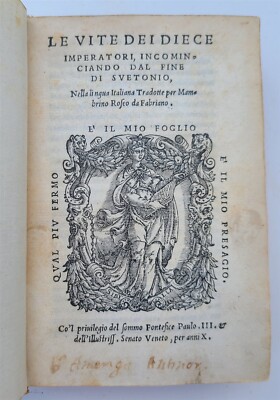 LE VITE DEI DIECE
IMPERATORI, INCOMIN-
CIANDO DAL FINE
DI SVETONIO,
Nella lingua Italiana Tradotte per Mam-
brino Roseo da Fabriano.
E' IL MIO FOGLIO
QVAL PIV FERMO
E' IL MIO PRESAGIO.
Co'l privilegio del sommo Pontefice Paulo. III. &
dell'Illustriss. Senato Veneto, per anni X.